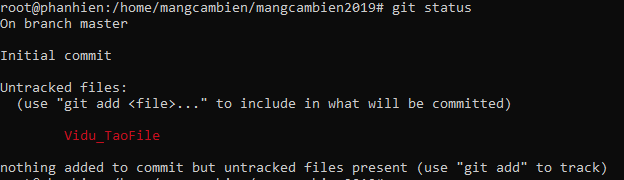 root@phanhien:/home/mangcambien/mangcambien2019# git status
On branch master
Initial commit
Untracked files:
(use "git add <file>..." to include in what will be committed)
Vidu_TaoFile
nothing added to commit but untracked files present (use "git add" to track)